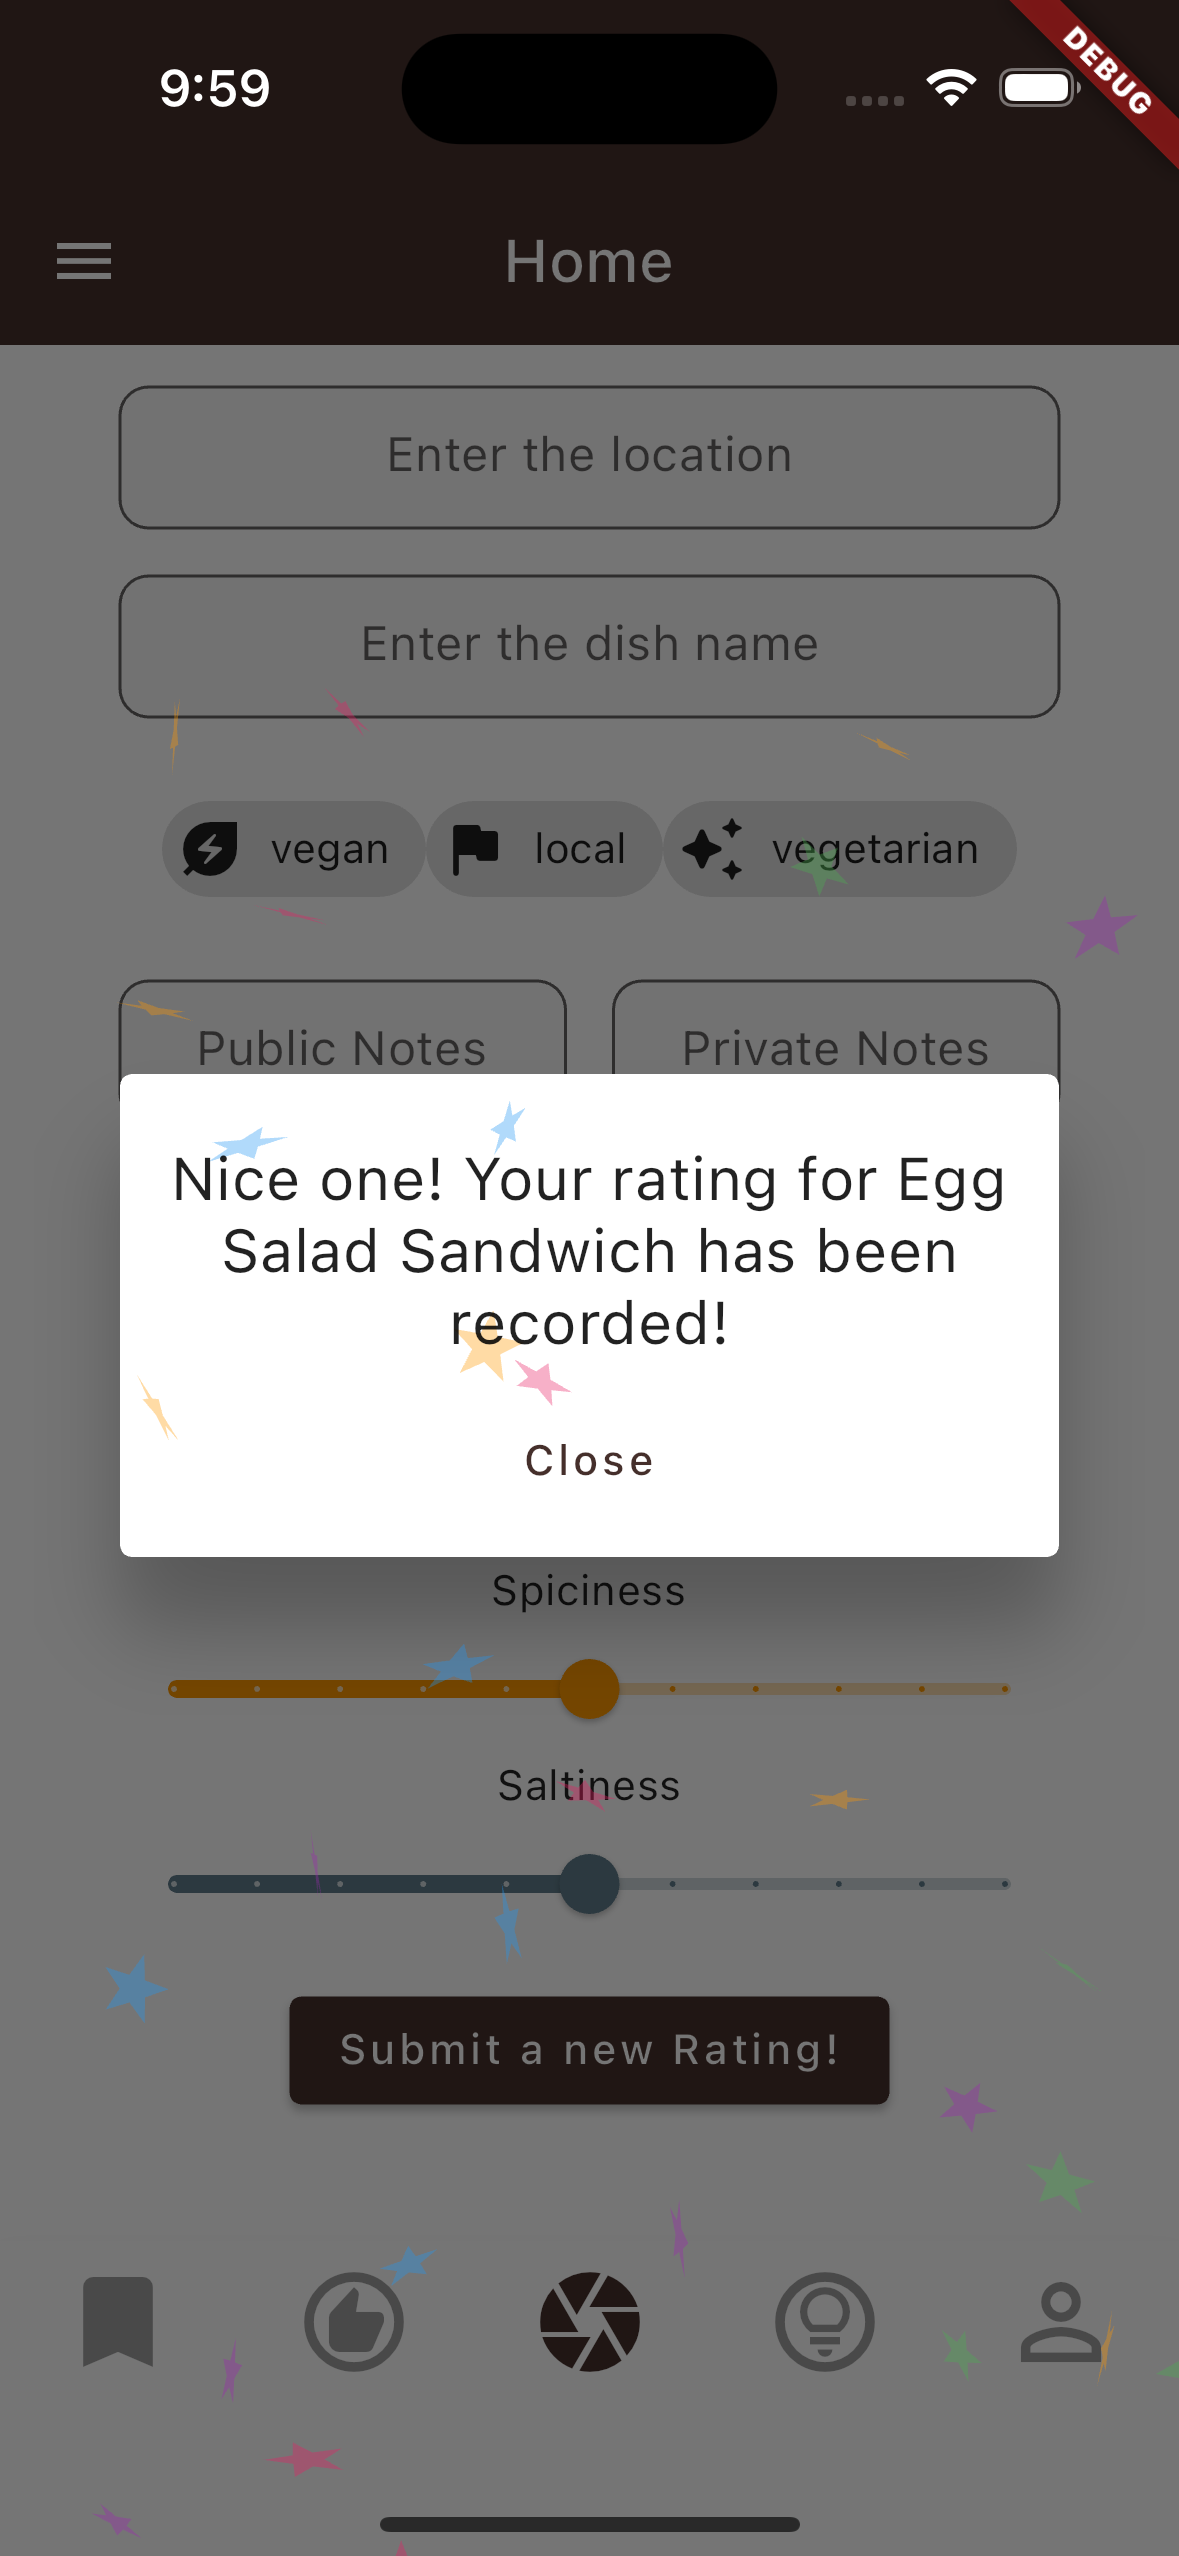 9:59
DEBUG
Home
Enter the location
Enter the dish name
vegan
local
vegetarian
Public Notes
Private Notes
Nice one! Your rating for Egg
Salad Sandwich has been
recorded!
Close
Spiciness
Saltiness
Submit a new Rating!